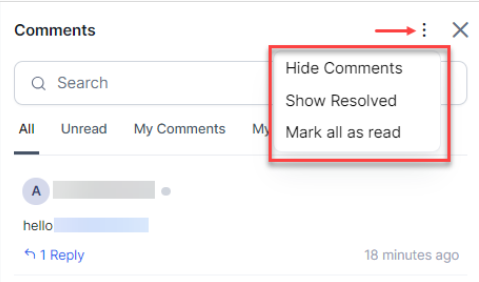 Comments
Search
Hide Comments
Show Resolved
Mark all as read
All Unread My Comments My
A
hello
1 Reply 18 minutes ago